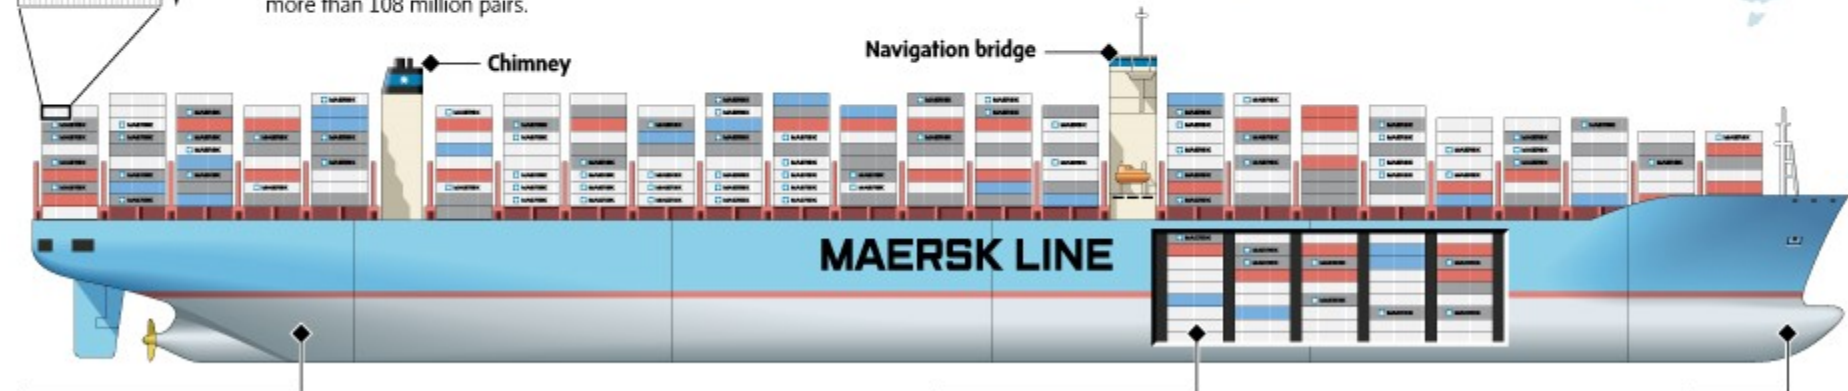 more than 108 million pairs.
Chimney
Navigation bridge
MAERSK LINE